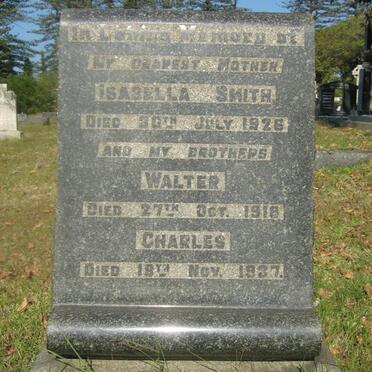 IN LOVING MEMORY OF
MY DEAREST MOTHER
ISABELLA SMITH
DIED 30TH JULY 1926
AND MY BROTHERS
WALTER
DIED 27TH OCT. 1918
CHARLES
DIED 19TH NOV. 1937.